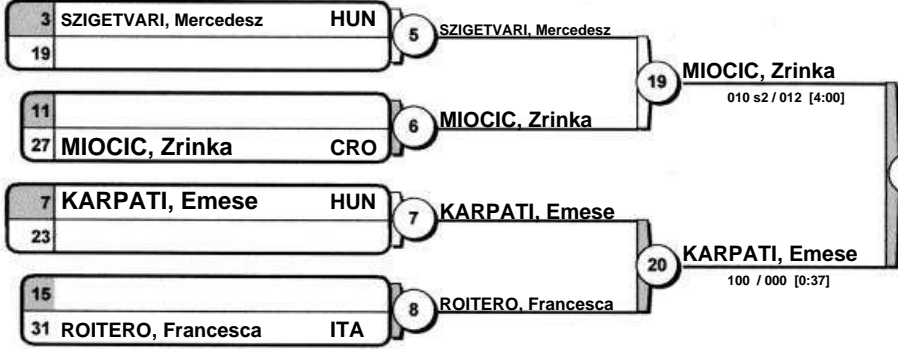 3 SZIGETVARI, Mercedesz HUN
19
5 SZIGETVARI, Mercedesz
19 MIOCIC, Zrinka
010 s2 / 012 [4:00]
11
27 MIOCIC, Zrinka CRO
6 MIOCIC, Zrinka
7 KARPATI, Emese HUN
23
7 KARPATI, Emese
20 KARPATI, Emese
100 / 000 [0:37]
15
31 ROITERO, Francesca ITA
8 ROITERO, Francesca